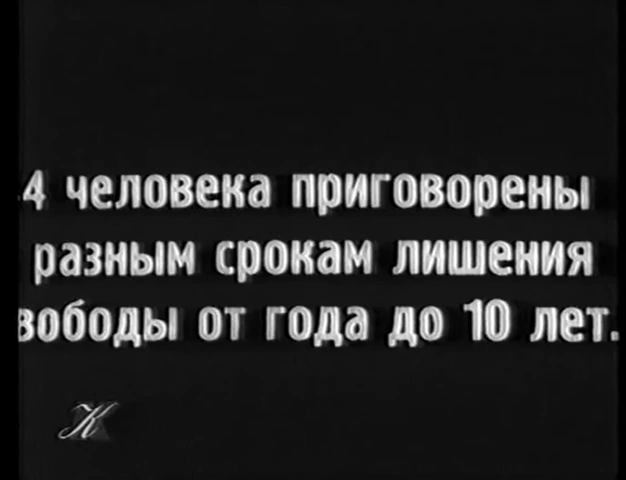 4 человека приговорены
разным срокам лишения
вободы от года до 10 лет.
К